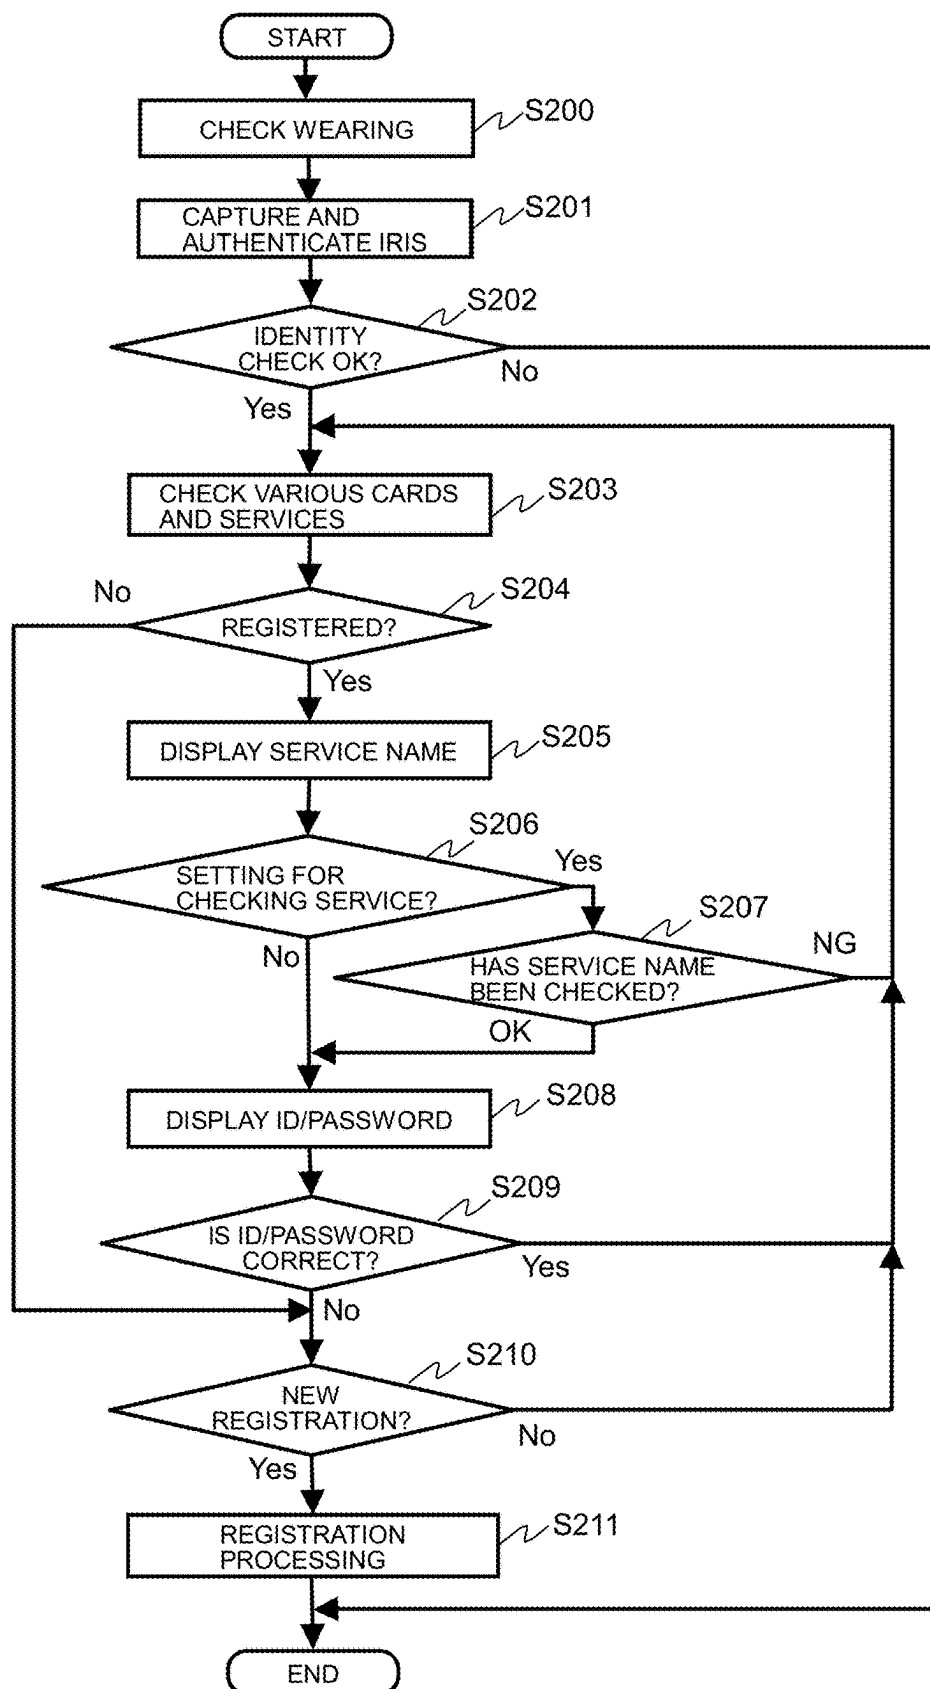 START
CHECK WEARING
S200
CAPTURE AND
AUTHENTICATE IRIS
S201
IDENTITY
CHECK OK?
S202
No
Yes
CHECK VARIOUS CARDS
AND SERVICES
S203
No
REGISTERED?
S204
Yes
DISPLAY SERVICE NAME
S205
SETTING FOR
CHECKING SERVICE?
S206
Yes
No
HAS SERVICE NAME
BEEN CHECKED?
S207
NG
OK
DISPLAY ID/PASSWORD
S208
IS ID/PASSWORD
CORRECT?
S209
Yes
No
NEW
REGISTRATION?
S210
No
Yes
REGISTRATION
PROCESSING
S211
END